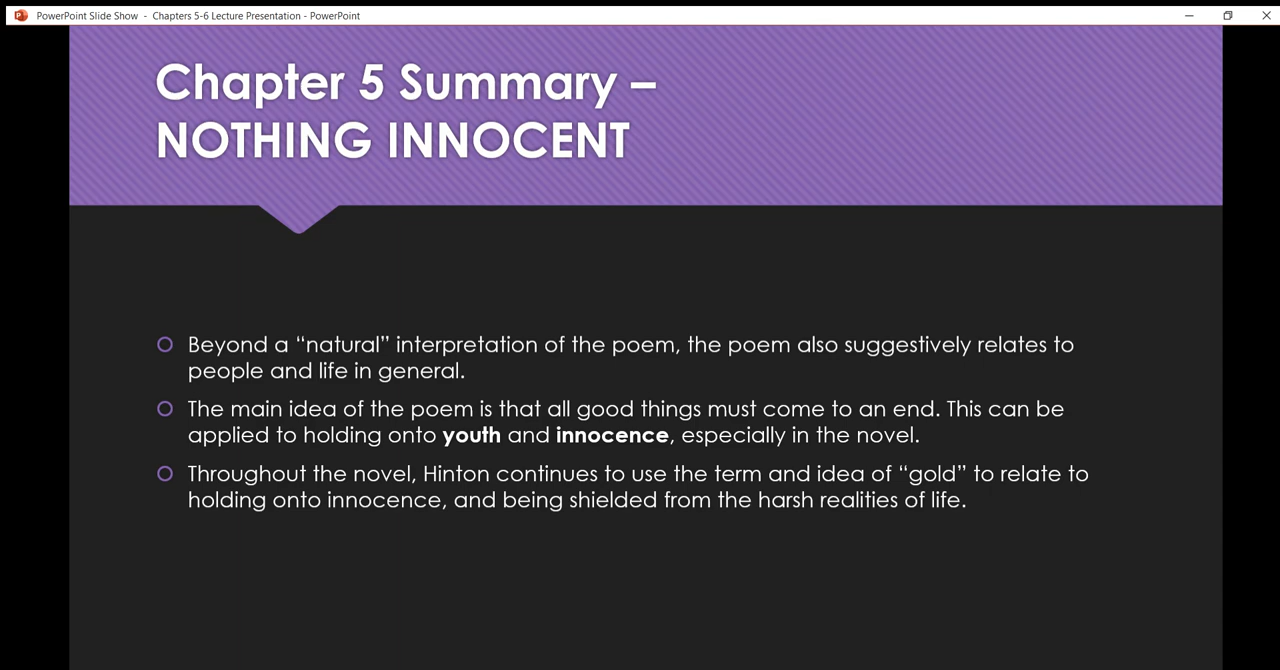 PowerPoint Slide Show - Chapters 5-6 Lecture Presentation - PowerPoint
Chapter 5 Summary –
NOTHING INNOCENT
Beyond a “natural” interpretation of the poem, the poem also suggestively relates to
people and life in general.
The main idea of the poem is that all good things must come to an end. This can be
applied to holding onto youth and innocence, especially in the novel.
Throughout the novel, Hinton continues to use the term and idea of “gold” to relate to
holding onto innocence, and being shielded from the harsh realities of life.